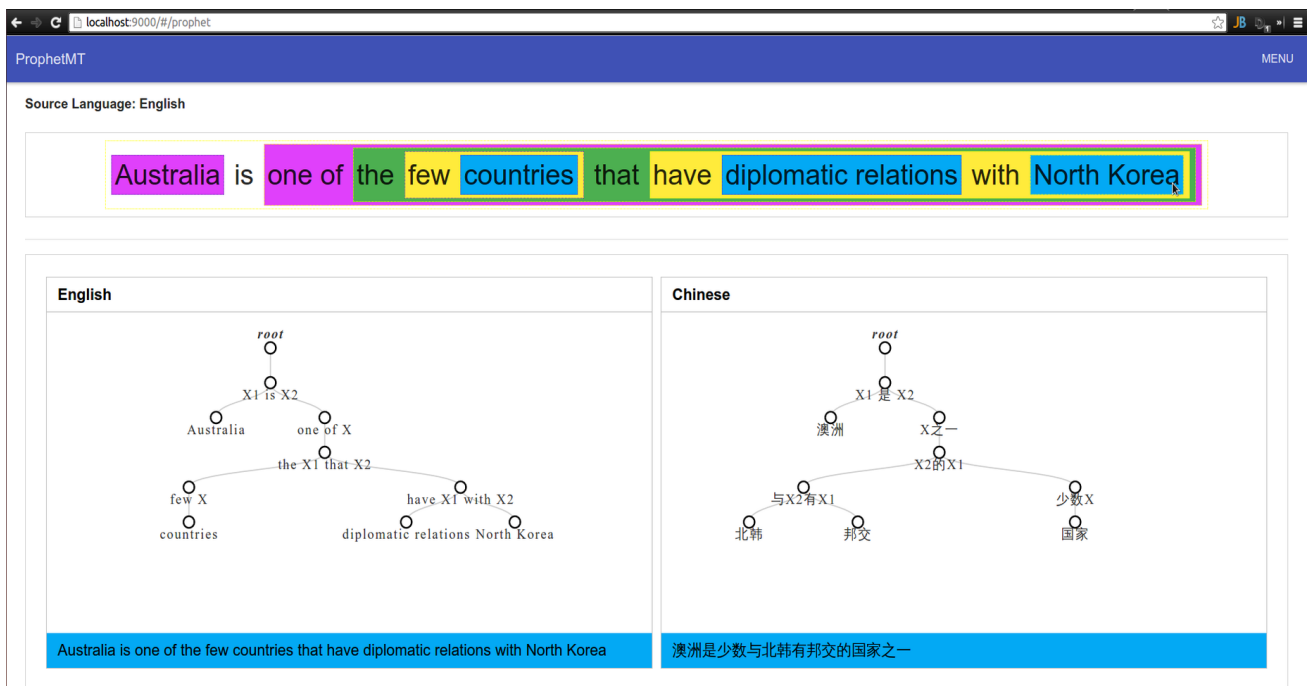 localhost:9000/#/prophet
JB
ProphetMT MENU
Source Language: English
Australia is one of the few countries that have diplomatic relations with North Korea
English
root
X1 is X2
Australia one of X
the X1 that X2
few X have X1 with X2
countries diplomatic relations North Korea
Australia is one of the few countries that have diplomatic relations with North Korea
Chinese
root
X1 是 X2
澳洲 X之一
X2的X1
与X2有X1 少数X
北韩 邦交 国家
澳洲是少数与北韩有邦交的国家之一